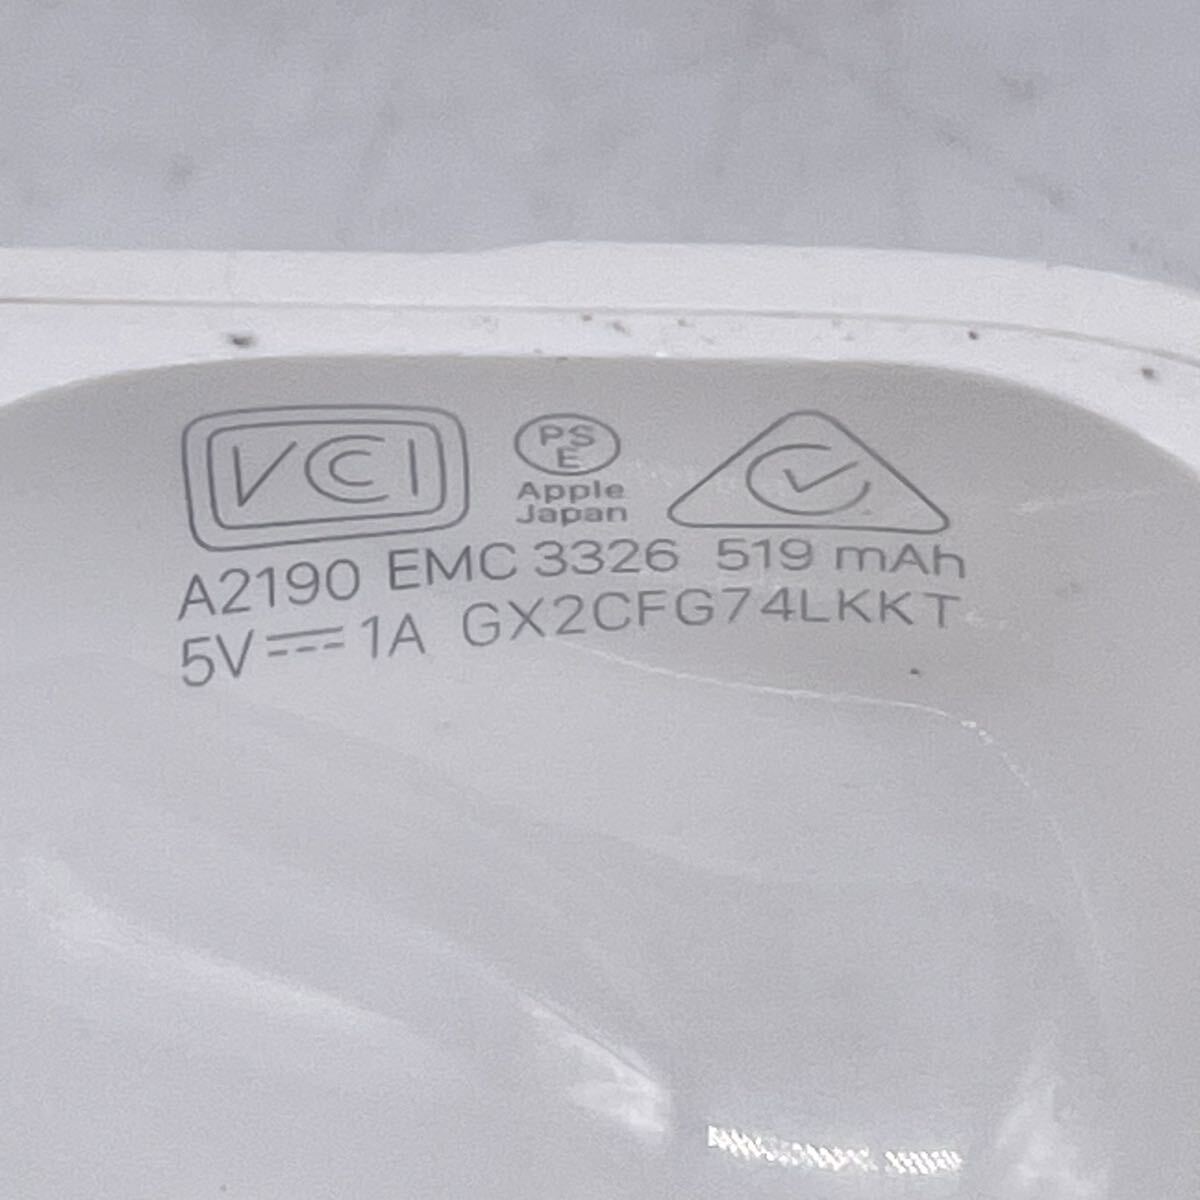 VCI
PS
E
Apple
Japan
A2190 EMC 3326 519 mAh
5V⎓1A GX2CFG74LKKT